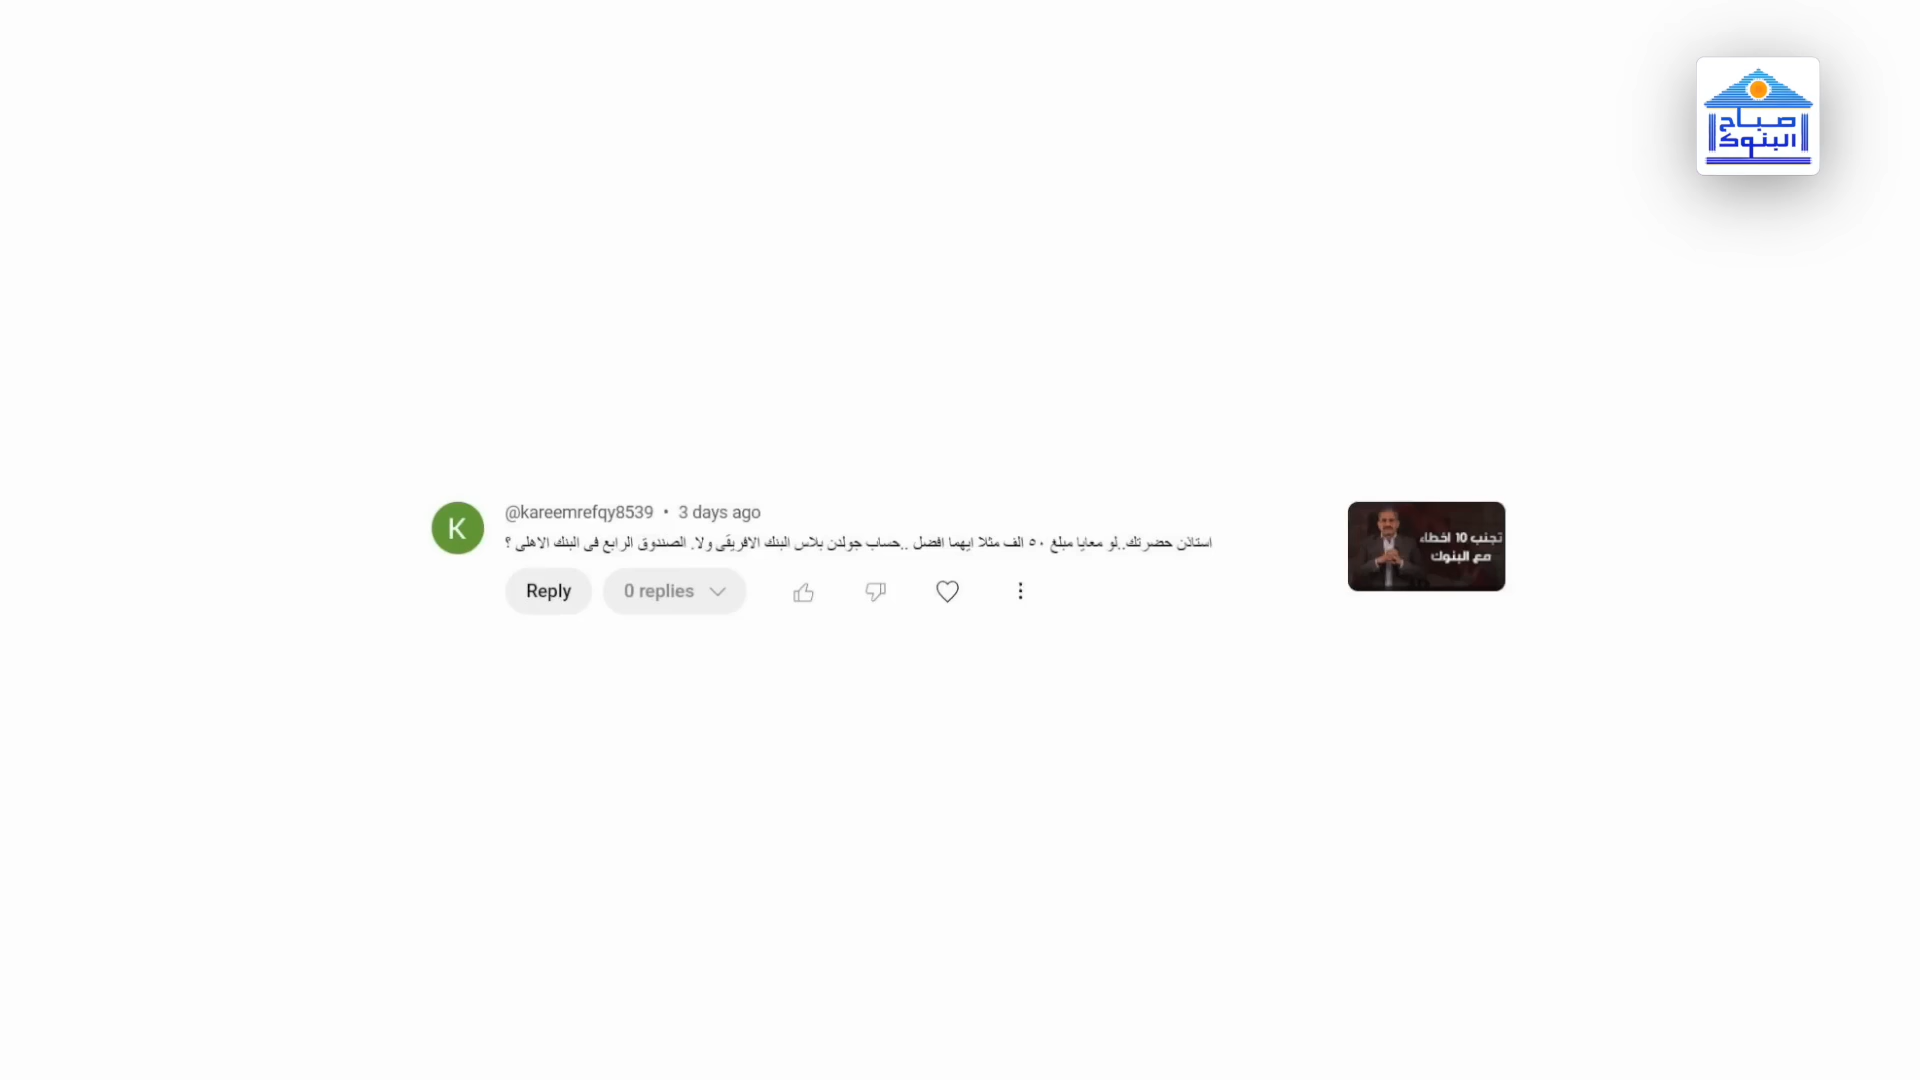 صباح
البنوك
K
@kareemrefqy8539 • 3 days ago
استاذن حضرتك..لو معايا مبلغ ٥٠ الف مثلا ايهما افضل ..حساب جولدن بلاس البنك الافريقى ولا. الصندوق الرابع فى البنك الاهلى ؟
Reply
0 replies
تجنب 10 اخطاء
مع البنوك